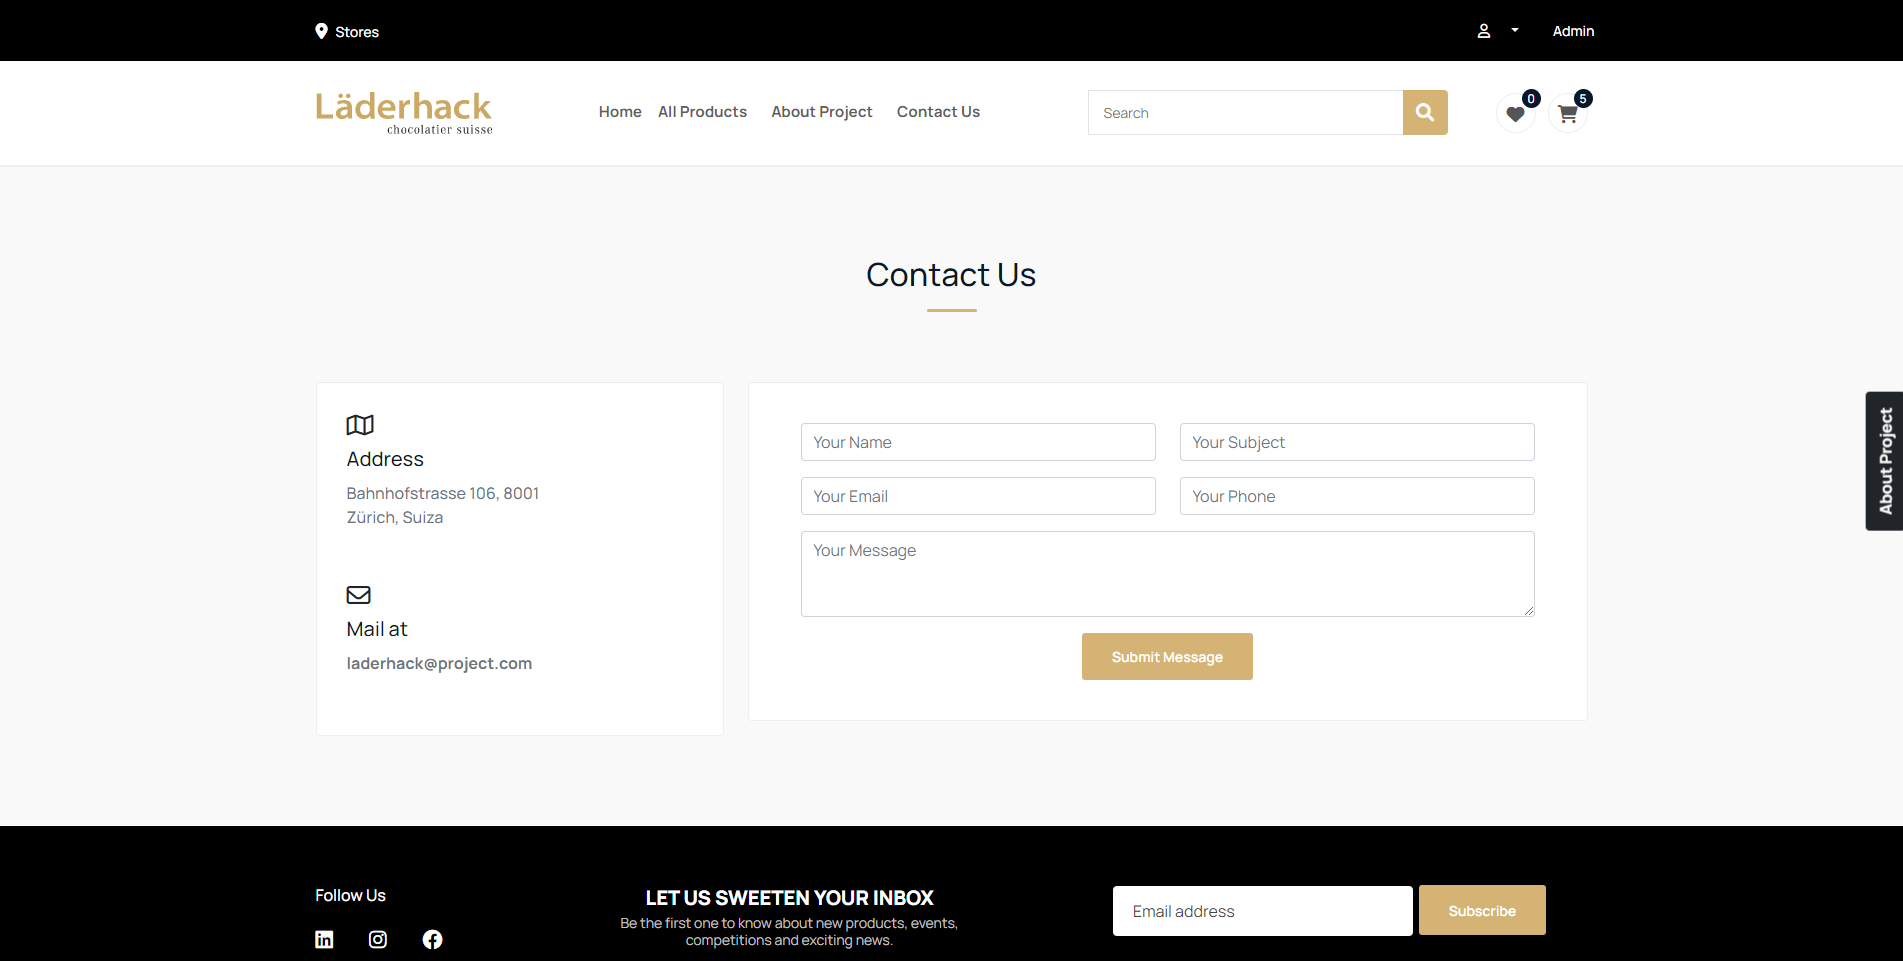 Stores
Admin
Läderhack
chocolatier suisse
Home All Products About Project Contact Us
Search
0
5
Contact Us
Address
Bahnhofstrasse 106, 8001
Zürich, Suiza
Mail at
laderhack@project.com
Your Name
Your Subject
Your Email
Your Phone
Your Message
Submit Message
About Project
Follow Us
LET US SWEETEN YOUR INBOX
Be the first one to know about new products, events,
competitions and exciting news.
Email address
Subscribe